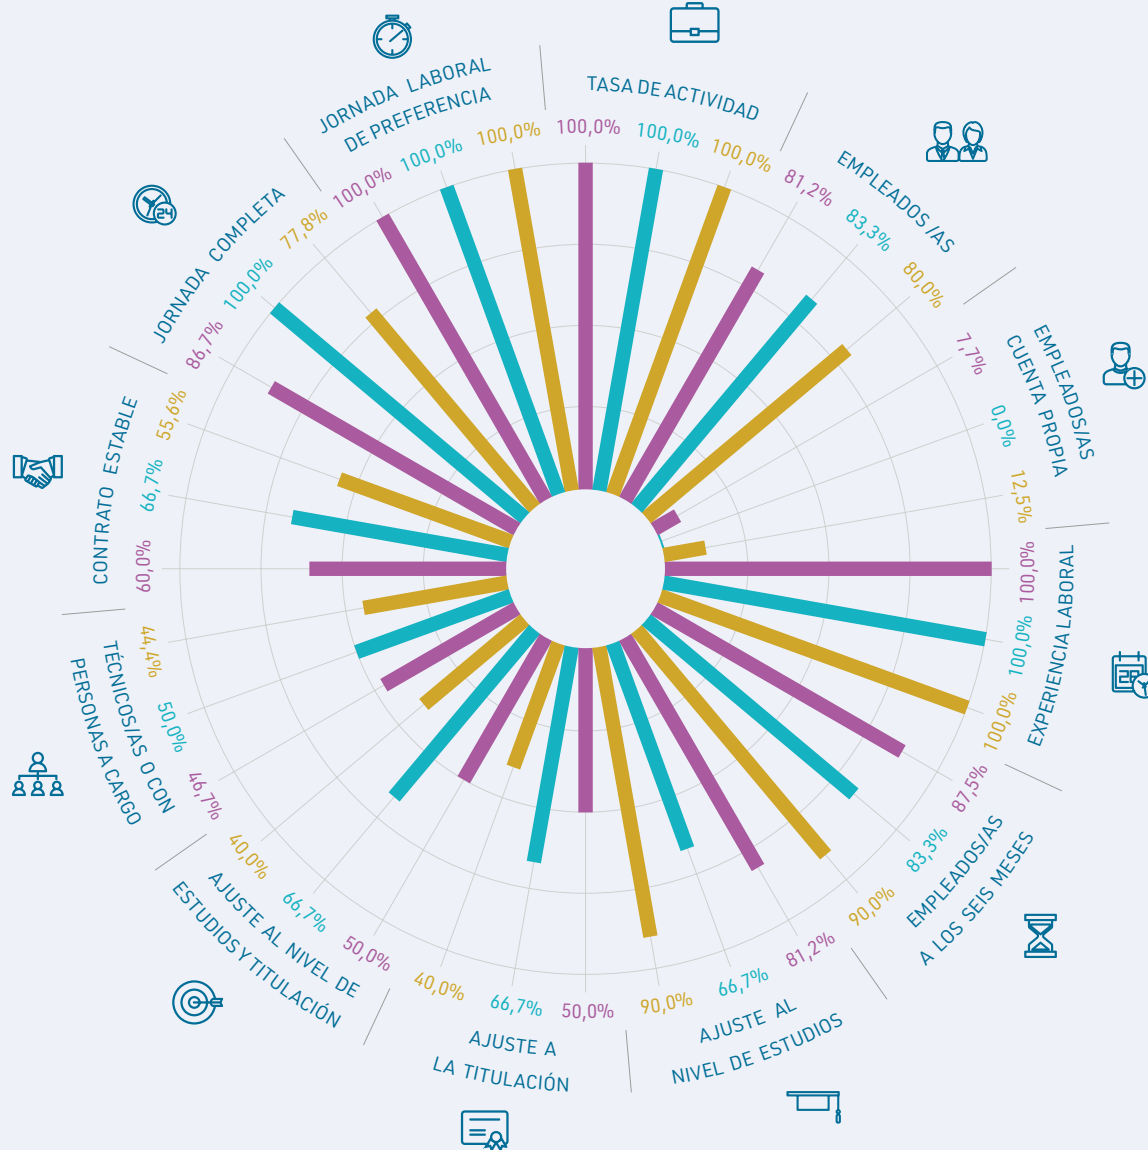 TASA DE ACTIVIDAD
100,0%
100,0%
100,0%
EMPLEADOS /AS
81,2%
83,3%
80,0%
EMPLEADOS/AS
CUENTA PROPIA
7,7%
0,0%
12,5%
EXPERIENCIA LABORAL
100,0%
100,0%
100,0%
EMPLEADOS/AS
A LOS SEIS MESES
87,5%
83,3%
90,0%
AJUSTE AL
NIVEL DE ESTUDIOS
81,2%
66,7%
90,0%
AJUSTE A
LA TITULACIÓN
50,0%
66,7%
40,0%
AJUSTE AL NIVEL DE
ESTUDIOS Y TITULACIÓN
50,0%
66,7%
40,0%
TÉCNICOS/AS O CON
PERSONAS A CARGO
46,7%
50,0%
44,4%
CONTRATO ESTABLE
60,0%
66,7%
55,6%
JORNADA COMPLETA
86,7%
100,0%
77,8%
24
JORNADA LABORAL
DE PREFERENCIA
100,0%
100,0%
100,0%